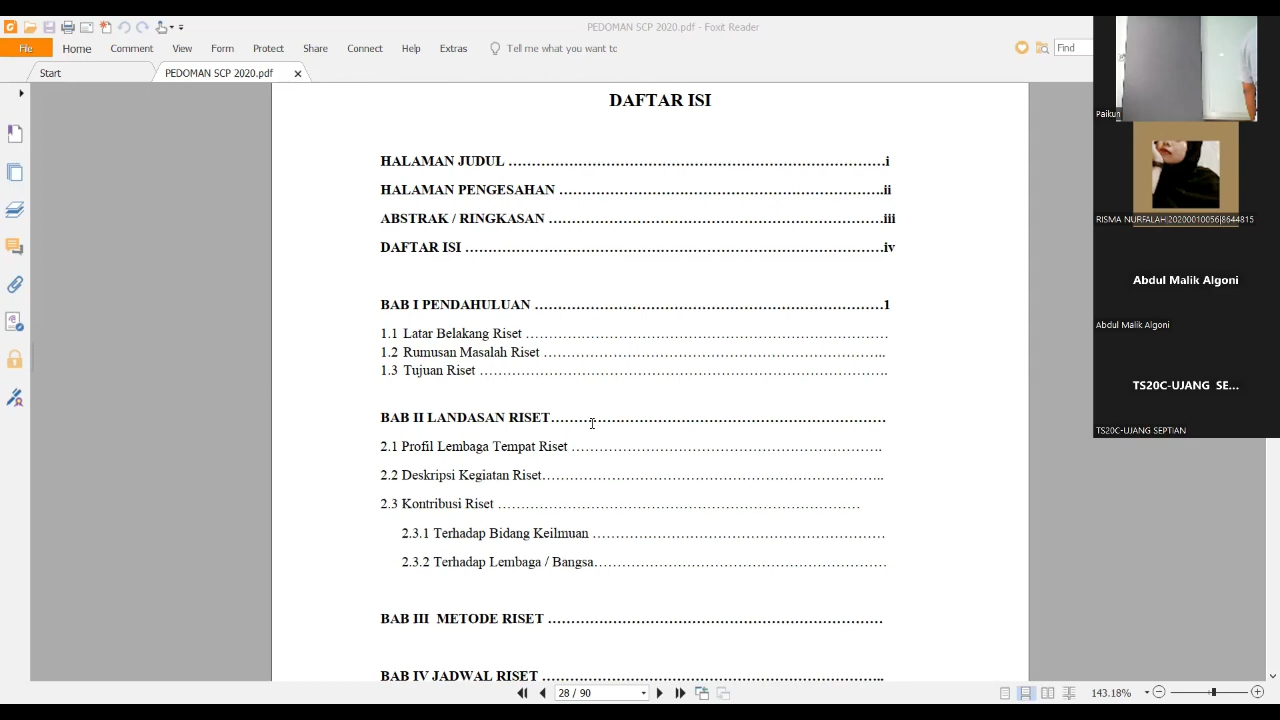 PEDOMAN SCP 2020.pdf - Foxit Reader
File Home Comment View Form Protect Share Connect Help Extras Tell me what you want tc Find
Start PEDOMAN SCP 2020.pdf
DAFTAR ISI
HALAMAN JUDUL ………………………………………………………………………i
HALAMAN PENGESAHAN ……………………………………………………………..ii
ABSTRAK / RINGKASAN ………………………………………………………………iii
DAFTAR ISI ………………………………………………………………………………iv
BAB I PENDAHULUAN …………………………………………………………………1
1.1 Latar Belakang Riset ……………………………………………………………………
1.2 Rumusan Masalah Riset ………………………………………………………………..
1.3 Tujuan Riset …………………………………………………………………………….
BAB II LANDASAN RISET………………………………………………………………
2.1 Profil Lembaga Tempat Riset ………………………………………………………….
2.2 Deskripsi Kegiatan Riset………………………………………………………………..
2.3 Kontribusi Riset ……………………………………………………………………
2.3.1 Terhadap Bidang Keilmuan ………………………………………………………
2.3.2 Terhadap Lembaga / Bangsa………………………………………………………
BAB III METODE RISET ………………………………………………………………
BAB IV JADWAL RISET ………………………………………………………………..
28 / 90
143.18%
Paikun
RISMA NURFALAH|20200010056|8644815
Abdul Malik Algoni
Abdul Malik Algoni
TS20C-UJANG SE...
TS20C-UJANG SEPTIAN